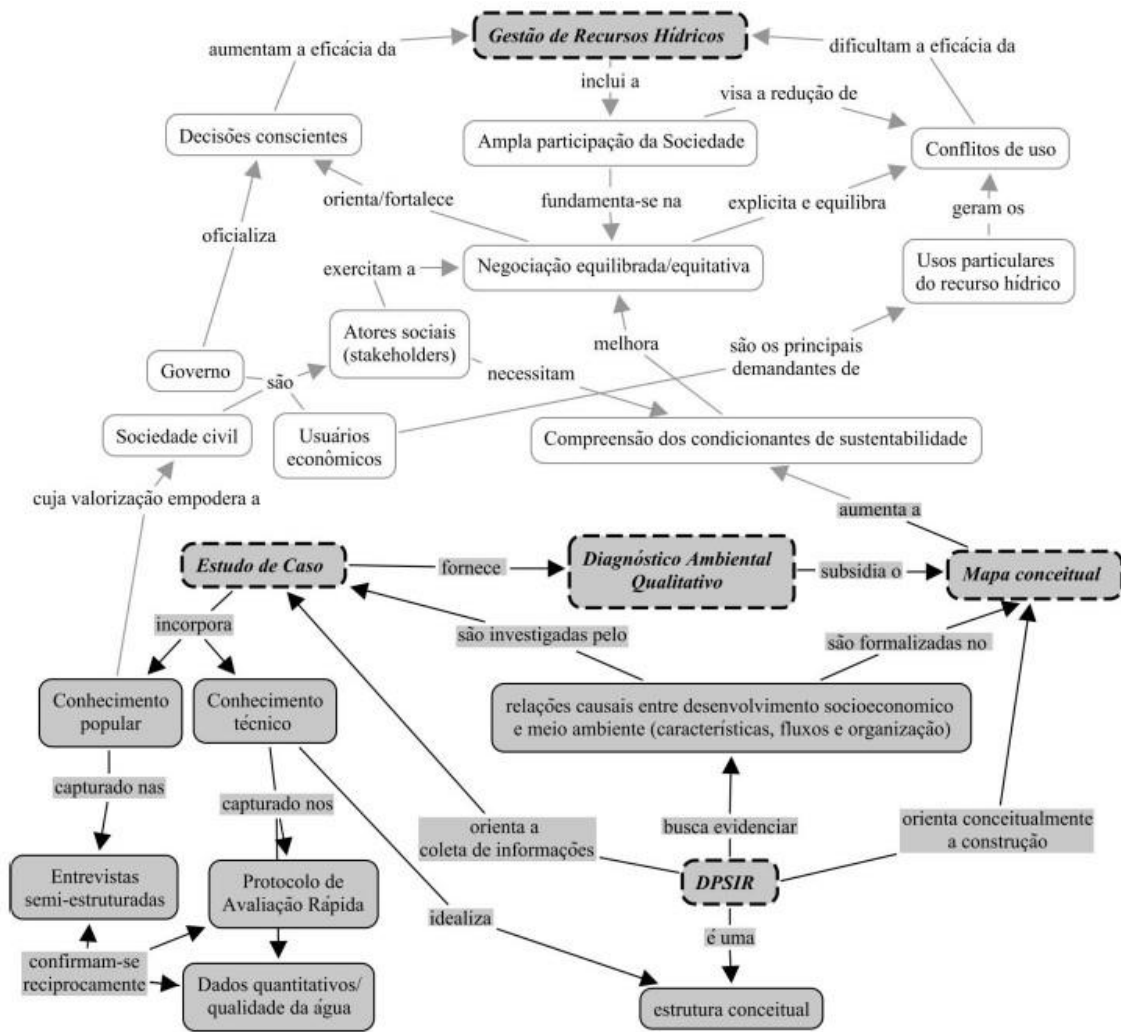 Gestão de Recursos Hídricos
aumentam a eficácia da
dificultam a eficácia da
inclui a
visa a redução de
Decisões conscientes
Ampla participação da Sociedade
Conflitos de uso
orienta/fortalece
fundamenta-se na
explicita e equilibra
geram os
oficializa
exercitam a
Negociação equilibrada/equitativa
Usos particulares
do recurso hídrico
Atores sociais
(stakeholders)
melhora
são os principais
demandantes de
Governo
são
necessitam
Sociedade civil
Usuários
econômicos
Compreensão dos condicionantes de sustentabilidade
cuja valorização empodera a
aumenta a
Estudo de Caso
fornece
Diagnóstico Ambiental
Qualitativo
subsidia o
Mapa conceitual
incorpora
são investigadas pelo
são formalizadas no
Conhecimento
popular
Conhecimento
técnico
relações causais entre desenvolvimento socioeconomico
e meio ambiente (características, fluxos e organização)
capturado nas
capturado nos
orienta a
coleta de informações
busca evidenciar
orienta conceitualmente
a construção
Entrevistas
semi-estruturadas
Protocolo de
Avaliação Rápida
DPSIR
idealiza
é uma
confirmam-se
reciprocamente
Dados quantitativos/
qualidade da água
estrutura conceitual